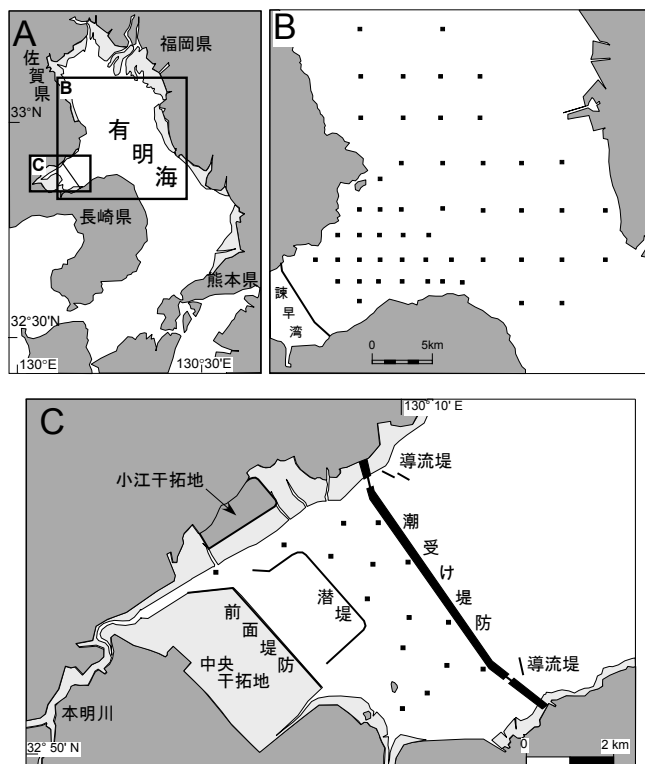 A
福岡県
佐賀県
B
33°N
有明海
C
長崎県
熊本県
32°30'N
130°E
130°30'E
B
諫早湾
0 5km
C
130° 10' E
小江干拓地
導流堤
潮受け堤防
潜堤
前面堤防
中央
干拓地
導流堤
本明川
32° 50' N
0 2 km